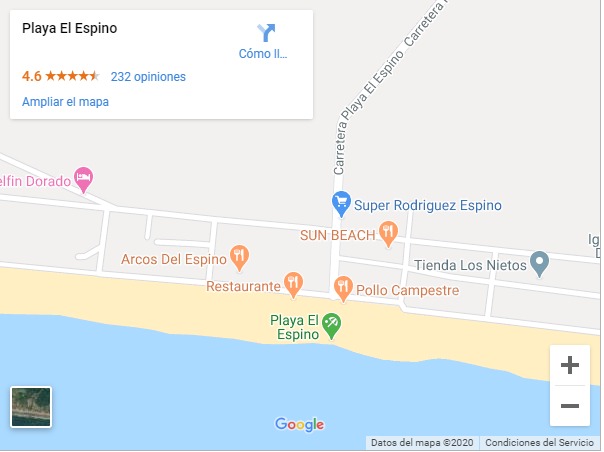 Playa El Espino
Cómo ll…
4.6
232 opiniones
Ampliar el mapa
Carretera Playa El Espino
Carretera
elfin Dorado
Super Rodriguez Espino
SUN BEACH
Arcos Del Espino
Tienda Los Nietos
Restaurante
Pollo Campestre
Playa El
Espino
Google
Datos del mapa ©2020
Condiciones del Servicio